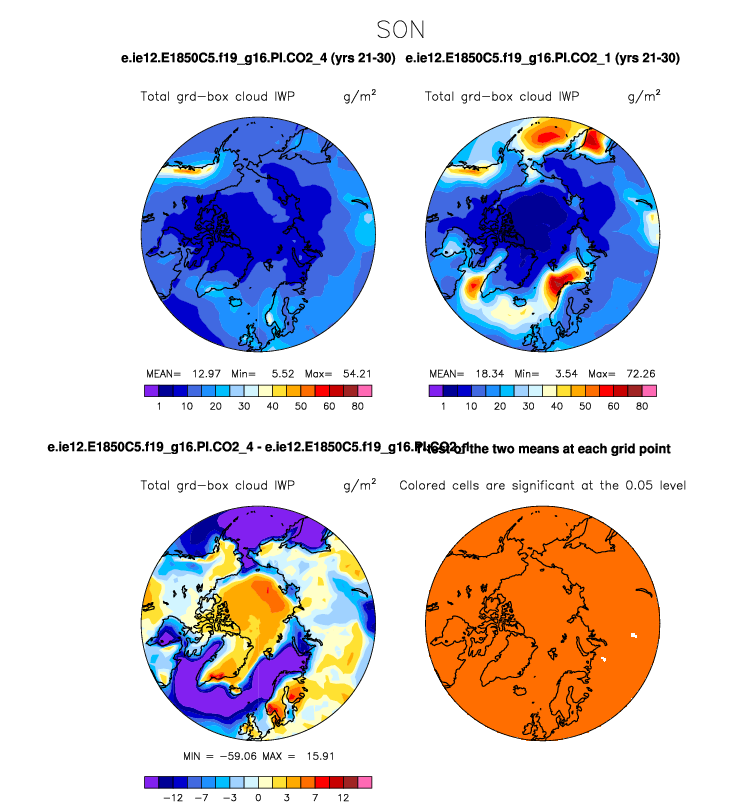 SON
e.ie12.E1850C5.f19_g16.PI.CO2_4 (yrs 21-30) e.ie12.E1850C5.f19_g16.PI.CO2_1 (yrs 21-30)
Total grd-box cloud IWP g/m² Total grd-box cloud IWP g/m²
MEAN= 12.97 Min= 5.52 Max= 54.21 MEAN= 18.34 Min= 3.54 Max= 72.26
1 10 20 30 40 50 60 80 1 10 20 30 40 50 60 80
e.ie12.E1850C5.f19_g16.PI.CO2_4 - e.ie12.E1850C5.f19_g16.PI.CO2_1 T-test of the two means at each grid point
Total grd-box cloud IWP g/m² Colored cells are significant at the 0.05 level
MIN = -59.06 MAX = 15.91
-12 -7 -3 0 3 7 12